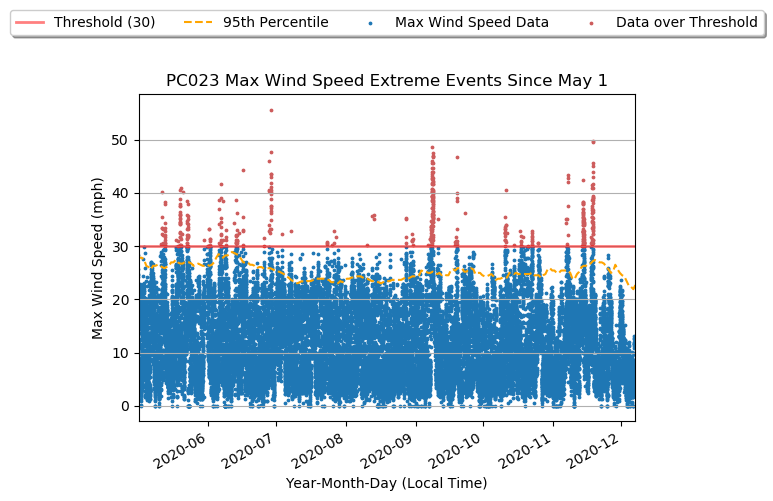 Threshold (30) 95th Percentile Max Wind Speed Data Data over Threshold
PC023 Max Wind Speed Extreme Events Since May 1
Max Wind Speed (mph)
50
40
30
20
10
0
2020-06 2020-07 2020-08 2020-09 2020-10 2020-11 2020-12
Year-Month-Day (Local Time)